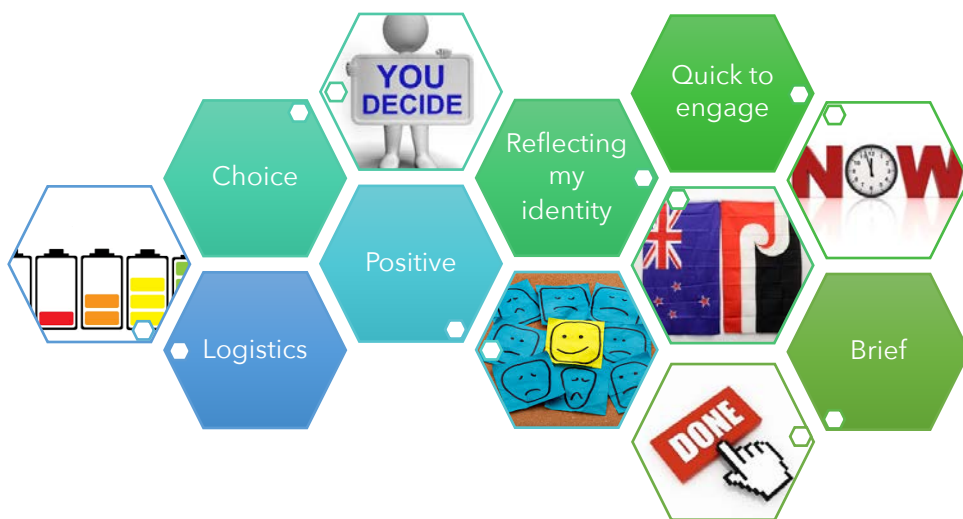 YOU
DECIDE
Quick to
engage
Choice
Reflecting
my
identity
NOW
Positive
Logistics
Brief
DONE